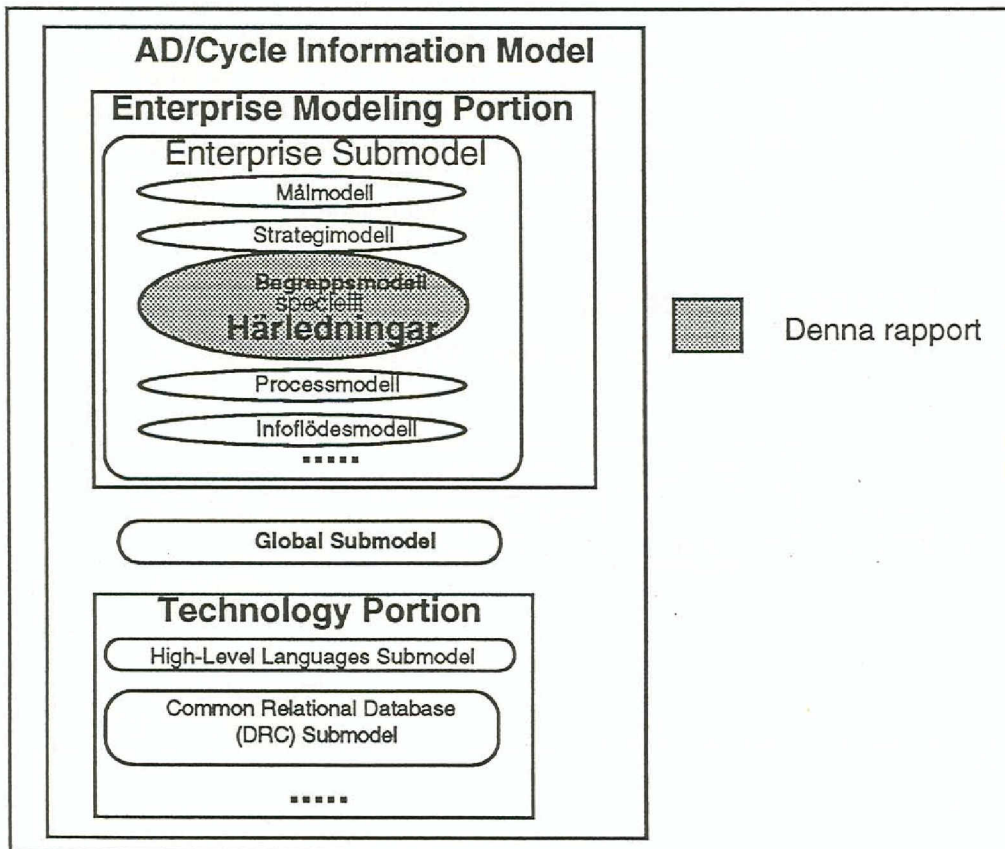 AD/Cycle Information Model
Enterprise Modeling Portion
Enterprise Submodel
Målmodell
Strategimodell
Begreppsmodell
speciellt
Härledningar
Processmodell
Infoflödesmodell
.....
Denna rapport
Global Submodel
Technology Portion
High-Level Languages Submodel
Common Relational Database
(DRC) Submodel
.....